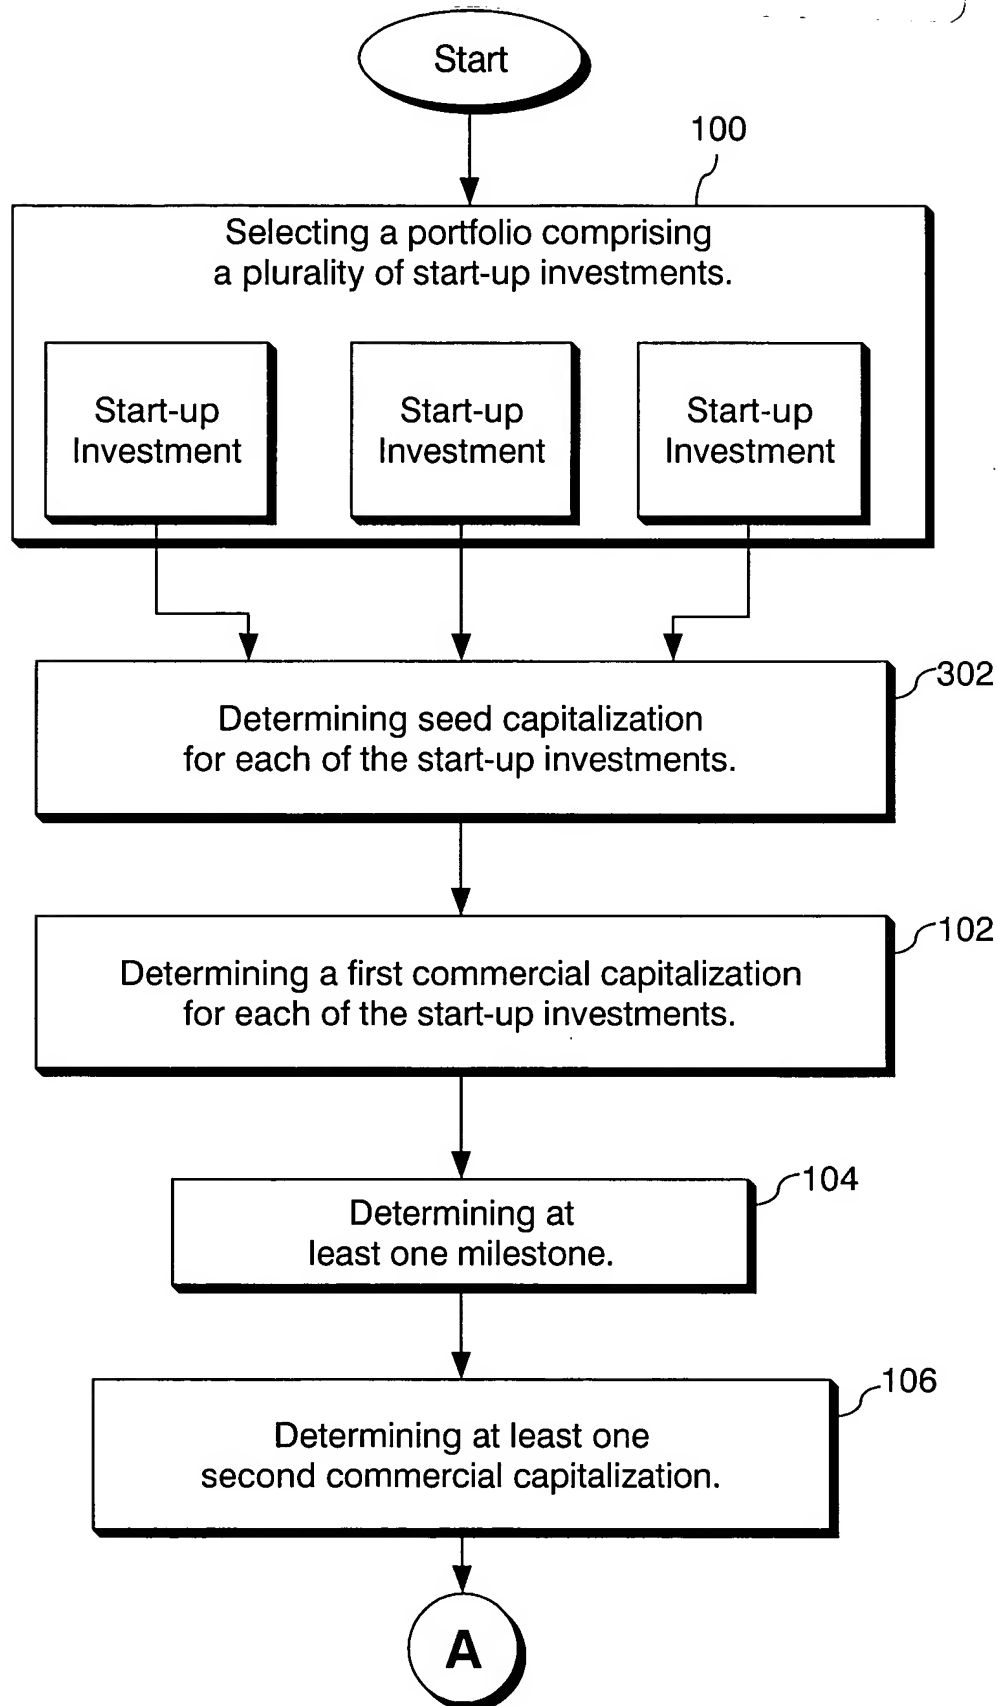 Start
100
Selecting a portfolio comprising
a plurality of start-up investments.
Start-up
Investment
Start-up
Investment
Start-up
Investment
302
Determining seed capitalization
for each of the start-up investments.
102
Determining a first commercial capitalization
for each of the start-up investments.
104
Determining at
least one milestone.
106
Determining at least one
second commercial capitalization.
A